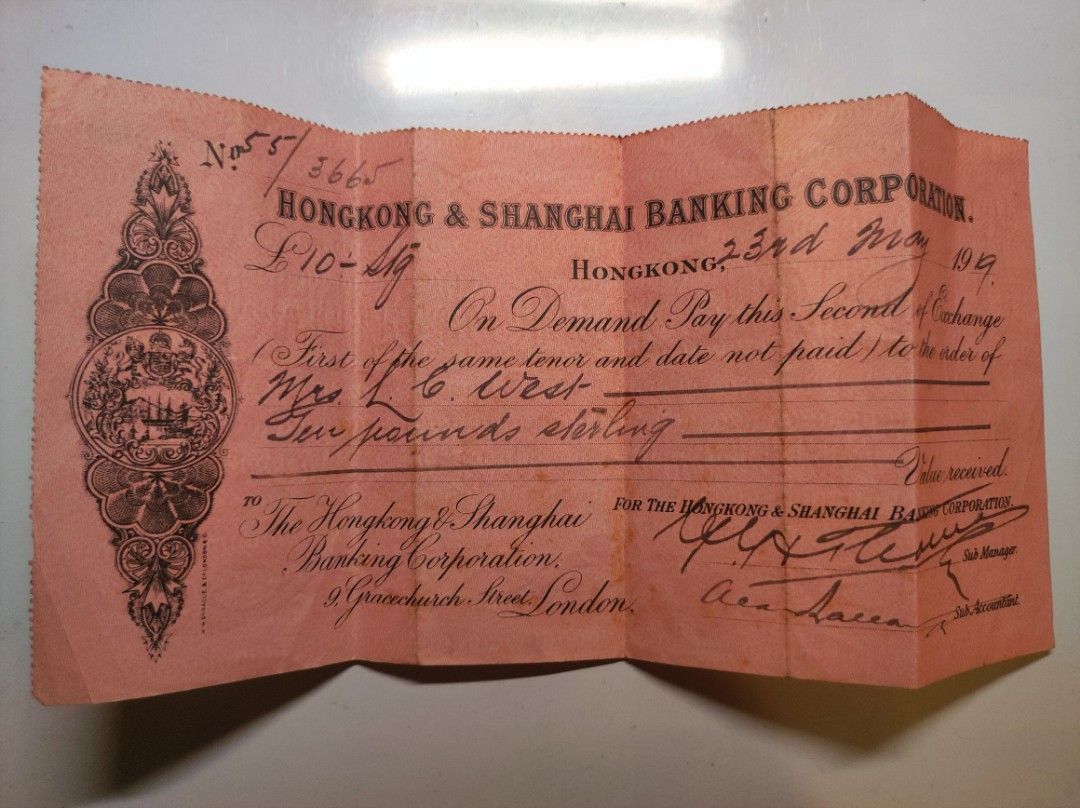 No. 55/3665
HONGKONG & SHANGHAI BANKING CORPORATION.
£10-Stg
HONGKONG, 23rd May 1919.
On Demand Pay this Second of Exchange
(First of the same tenor and date not paid) to the order of
Mrs L. C. West
Ten pounds sterling
Value received.
TO
The Hongkong & Shanghai
Banking Corporation.
9, Gracechurch Street, London.
FOR THE HONGKONG & SHANGHAI BANKING CORPORATION.
Sub Manager.
Sub. Accountant.